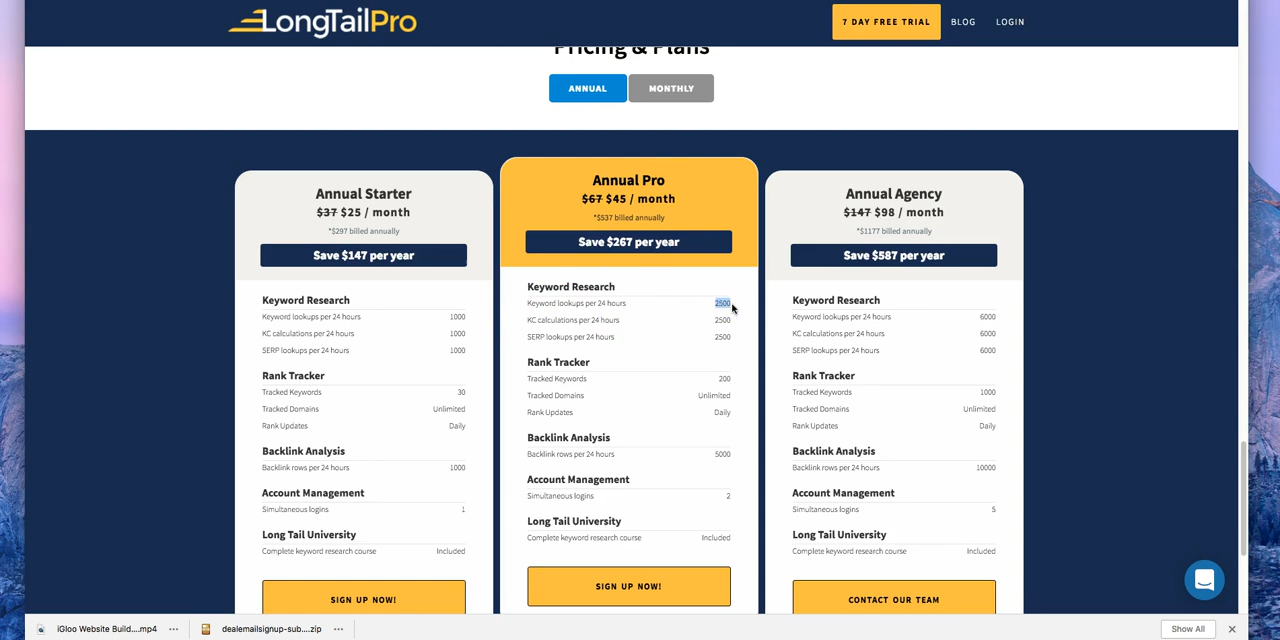 LongTailPro
7 DAY FREE TRIAL
BLOG
LOGIN
Pricing & Plans
ANNUAL
MONTHLY
Annual Starter
$37 $25 / month
*$297 billed annually
Save $147 per year
Keyword Research
Keyword lookups per 24 hours 1000
KC calculations per 24 hours 1000
SERP lookups per 24 hours 1000
Rank Tracker
Tracked Keywords 30
Tracked Domains Unlimited
Rank Updates Daily
Backlink Analysis
Backlink rows per 24 hours 1000
Account Management
Simultaneous logins 1
Long Tail University
Complete keyword research course Included
SIGN UP NOW!
Annual Pro
$67 $45 / month
*$537 billed annually
Save $267 per year
Keyword Research
Keyword lookups per 24 hours 2500
KC calculations per 24 hours 2500
SERP lookups per 24 hours 2500
Rank Tracker
Tracked Keywords 200
Tracked Domains Unlimited
Rank Updates Daily
Backlink Analysis
Backlink rows per 24 hours 5000
Account Management
Simultaneous logins 2
Long Tail University
Complete keyword research course Included
SIGN UP NOW!
Annual Agency
$147 $98 / month
*$1177 billed annually
Save $587 per year
Keyword Research
Keyword lookups per 24 hours 6000
KC calculations per 24 hours 6000
SERP lookups per 24 hours 6000
Rank Tracker
Tracked Keywords 1000
Tracked Domains Unlimited
Rank Updates Daily
Backlink Analysis
Backlink rows per 24 hours 10000
Account Management
Simultaneous logins 5
Long Tail University
Complete keyword research course Included
CONTACT OUR TEAM
iGloo Website Build....mp4
dealemailsignup-sub....zip
Show All